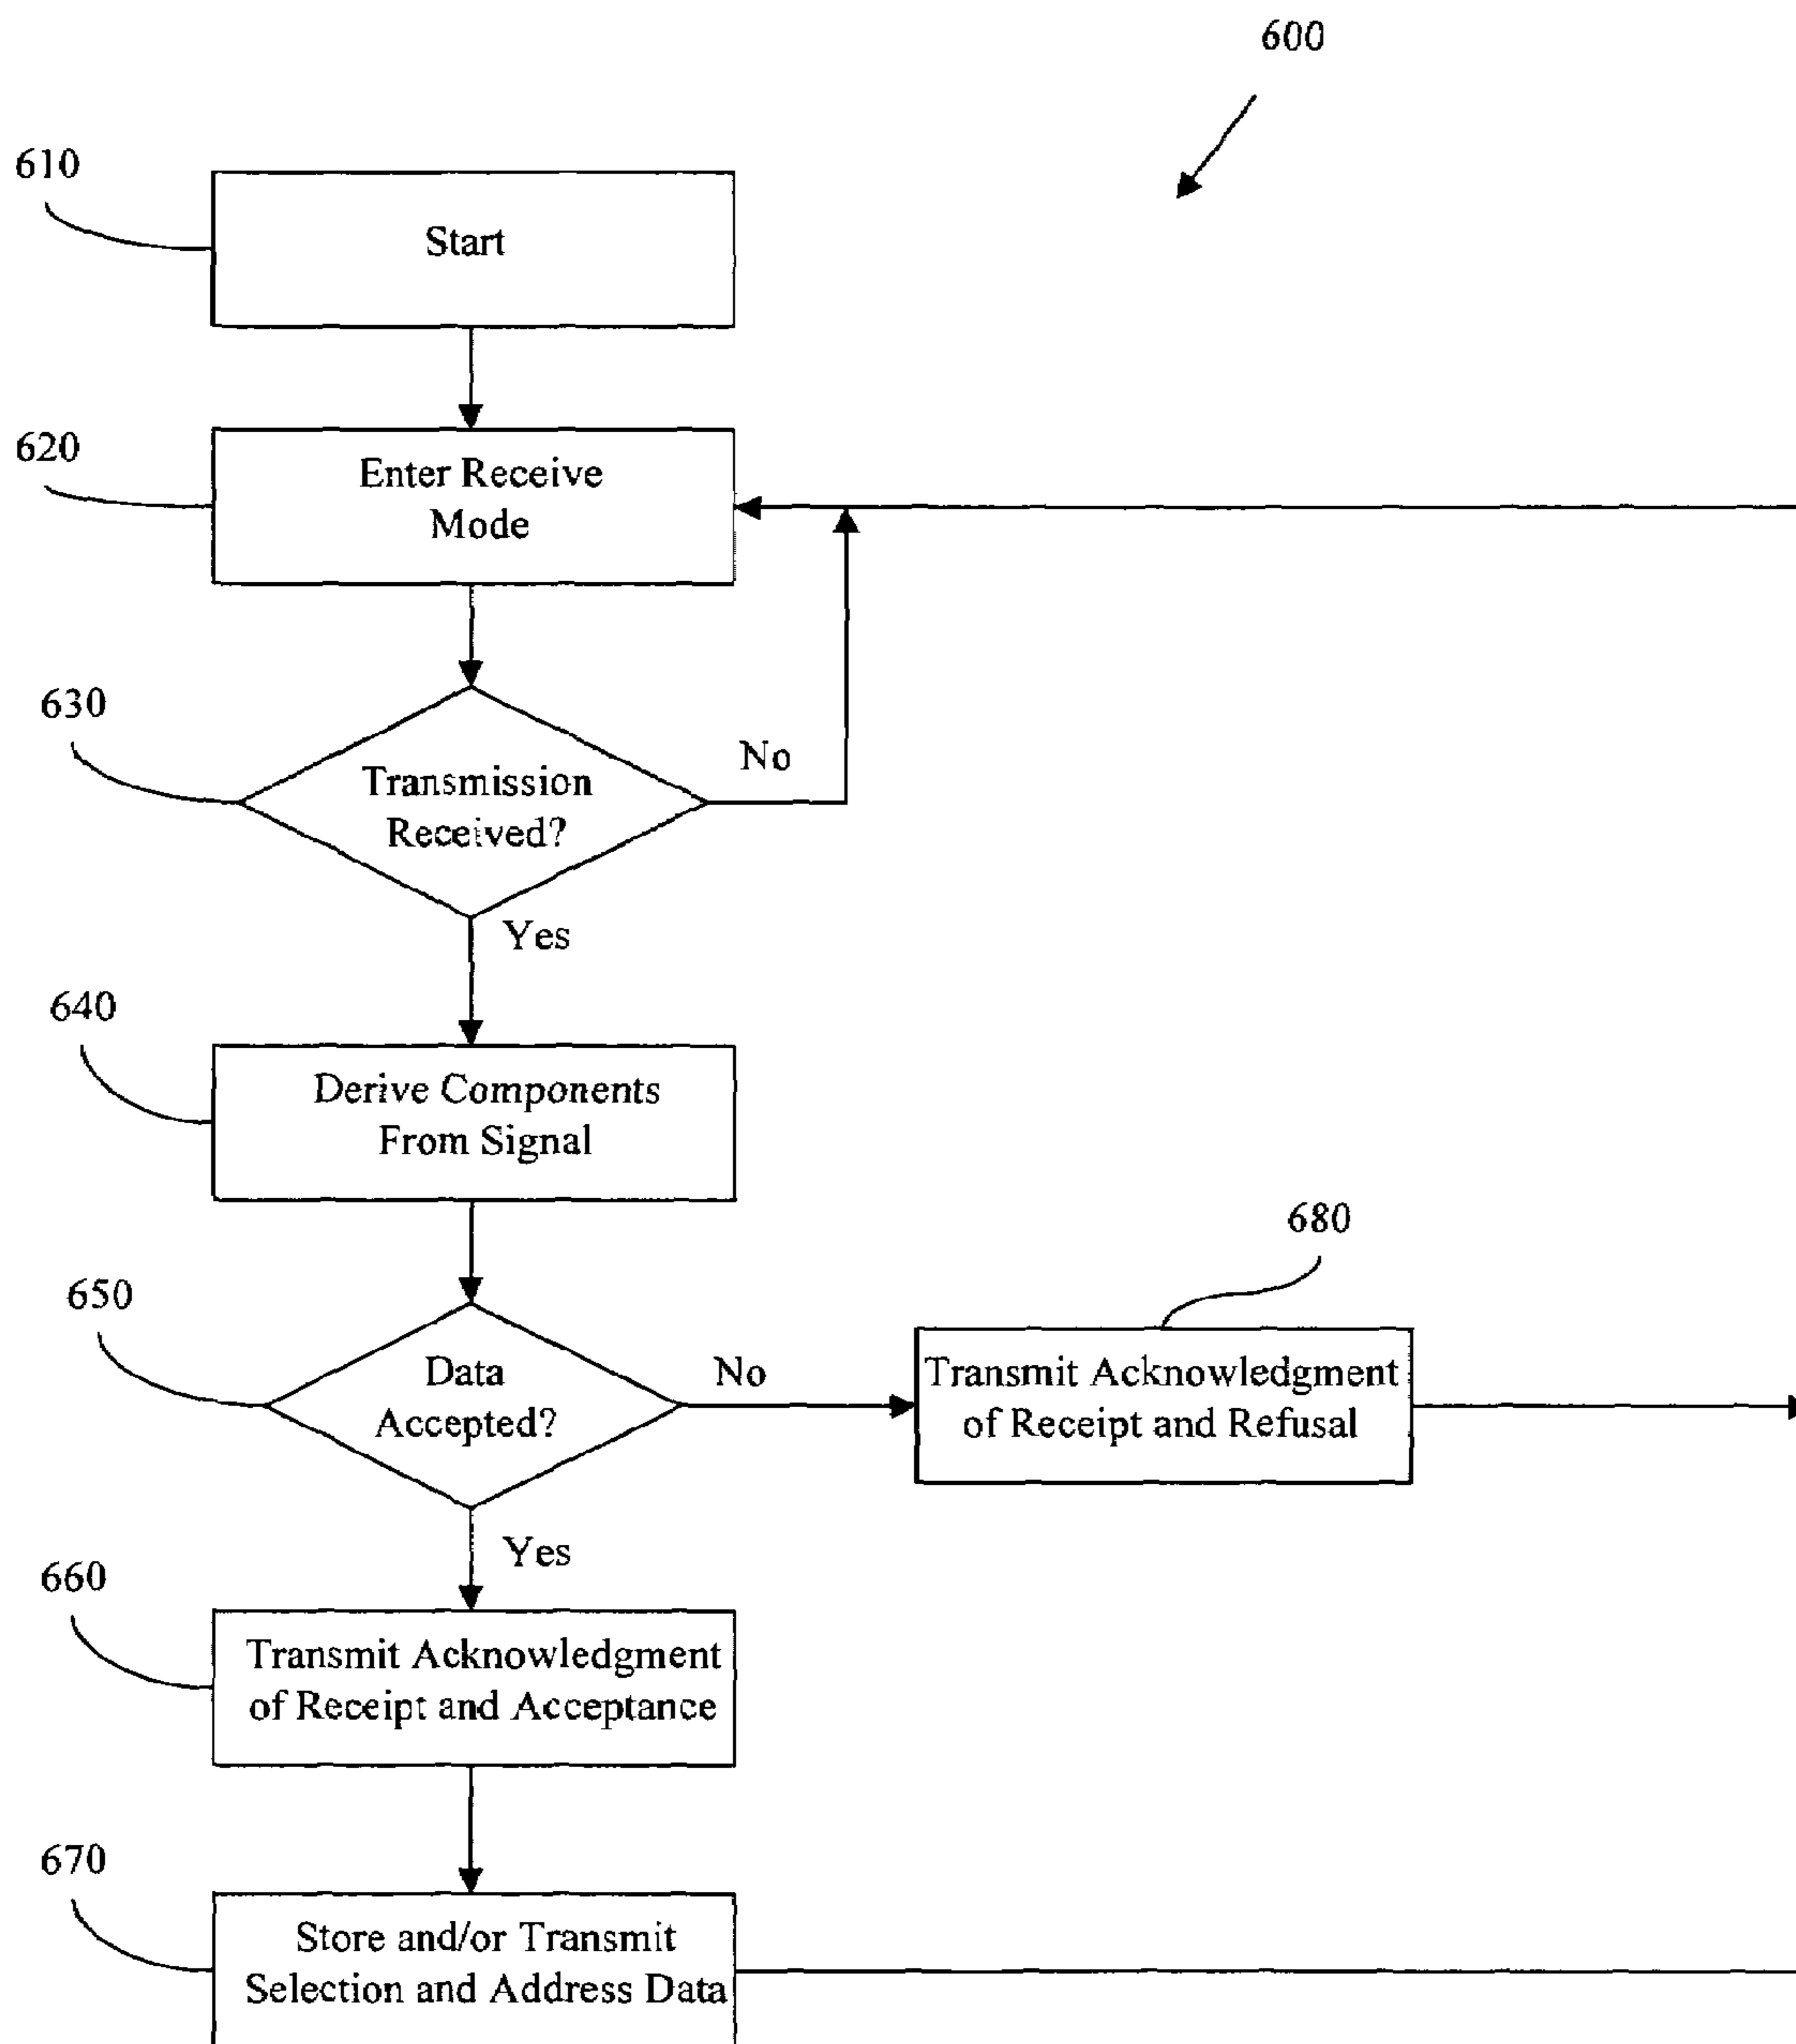 600
610
Start
620
Enter Receive
Mode
630
Transmission
Received?
No
Yes
640
Derive Components
From Signal
680
650
Data
Accepted?
No
Transmit Acknowledgment
of Receipt and Refusal
Yes
660
Transmit Acknowledgment
of Receipt and Acceptance
670
Store and/or Transmit
Selection and Address Data